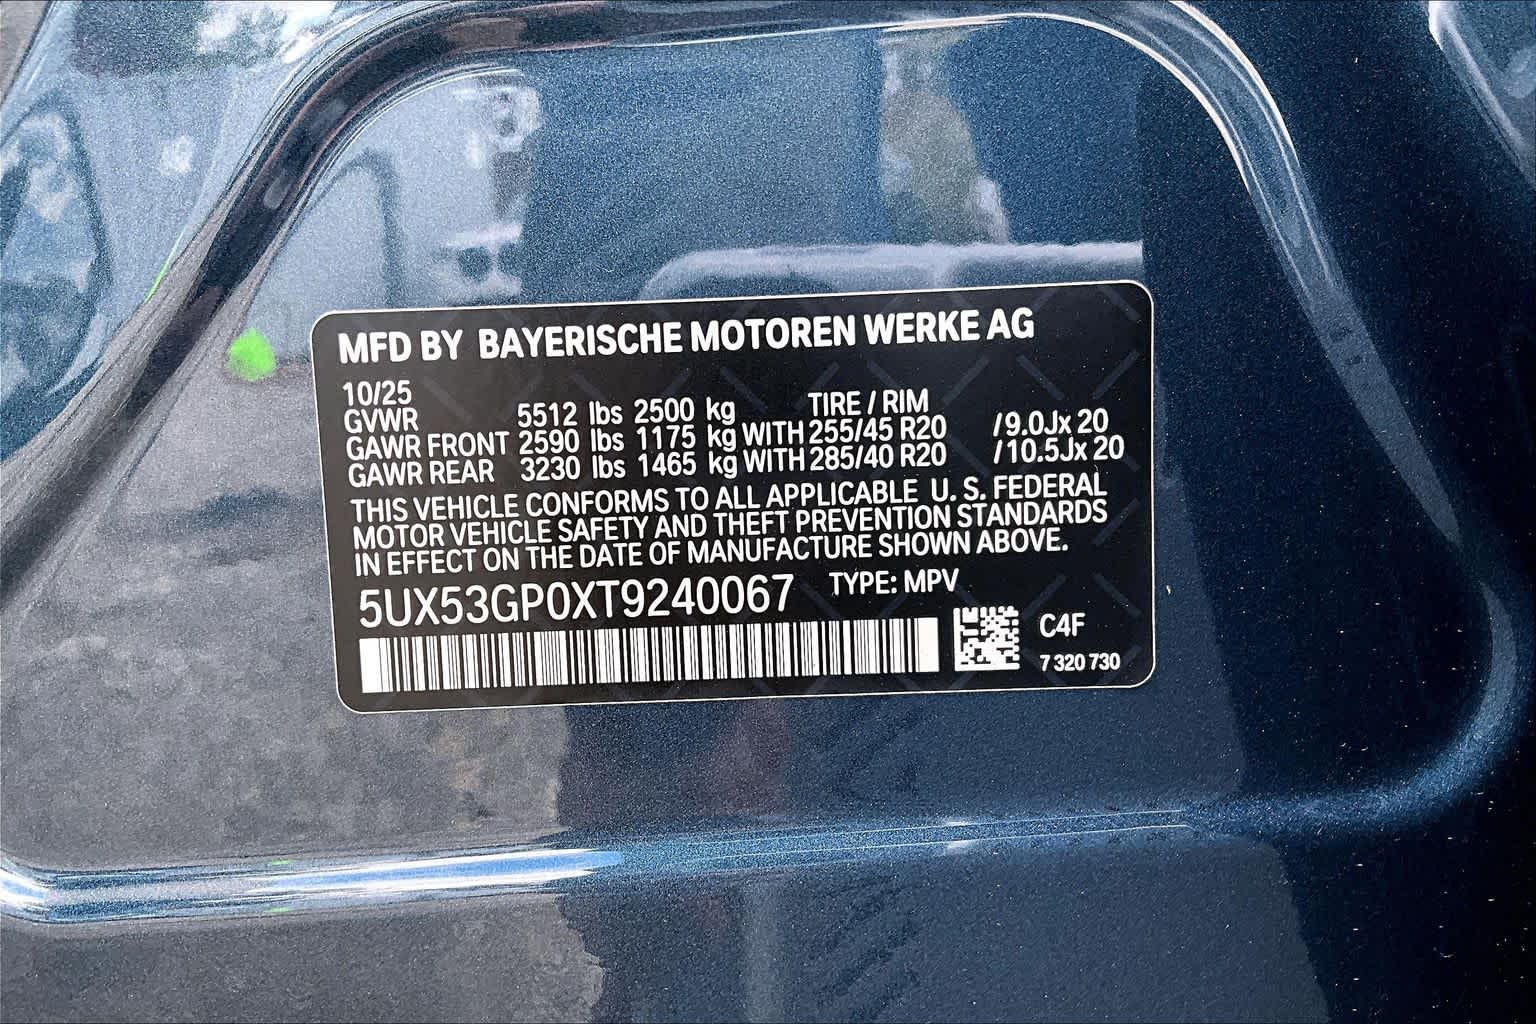 MFD BY BAYERISCHE MOTOREN WERKE AG
10/25 TIRE / RIM
GVWR 5512 lbs 2500 kg
GAWR FRONT 2590 lbs 1175 kg WITH 255/45 R20 /9.0Jx 20
GAWR REAR 3230 lbs 1465 kg WITH 285/40 R20 /10.5Jx 20
THIS VEHICLE CONFORMS TO ALL APPLICABLE U. S. FEDERAL
MOTOR VEHICLE SAFETY AND THEFT PREVENTION STANDARDS
IN EFFECT ON THE DATE OF MANUFACTURE SHOWN ABOVE.
5UX53GP0XT9240067 TYPE: MPV
C4F
7 320 730